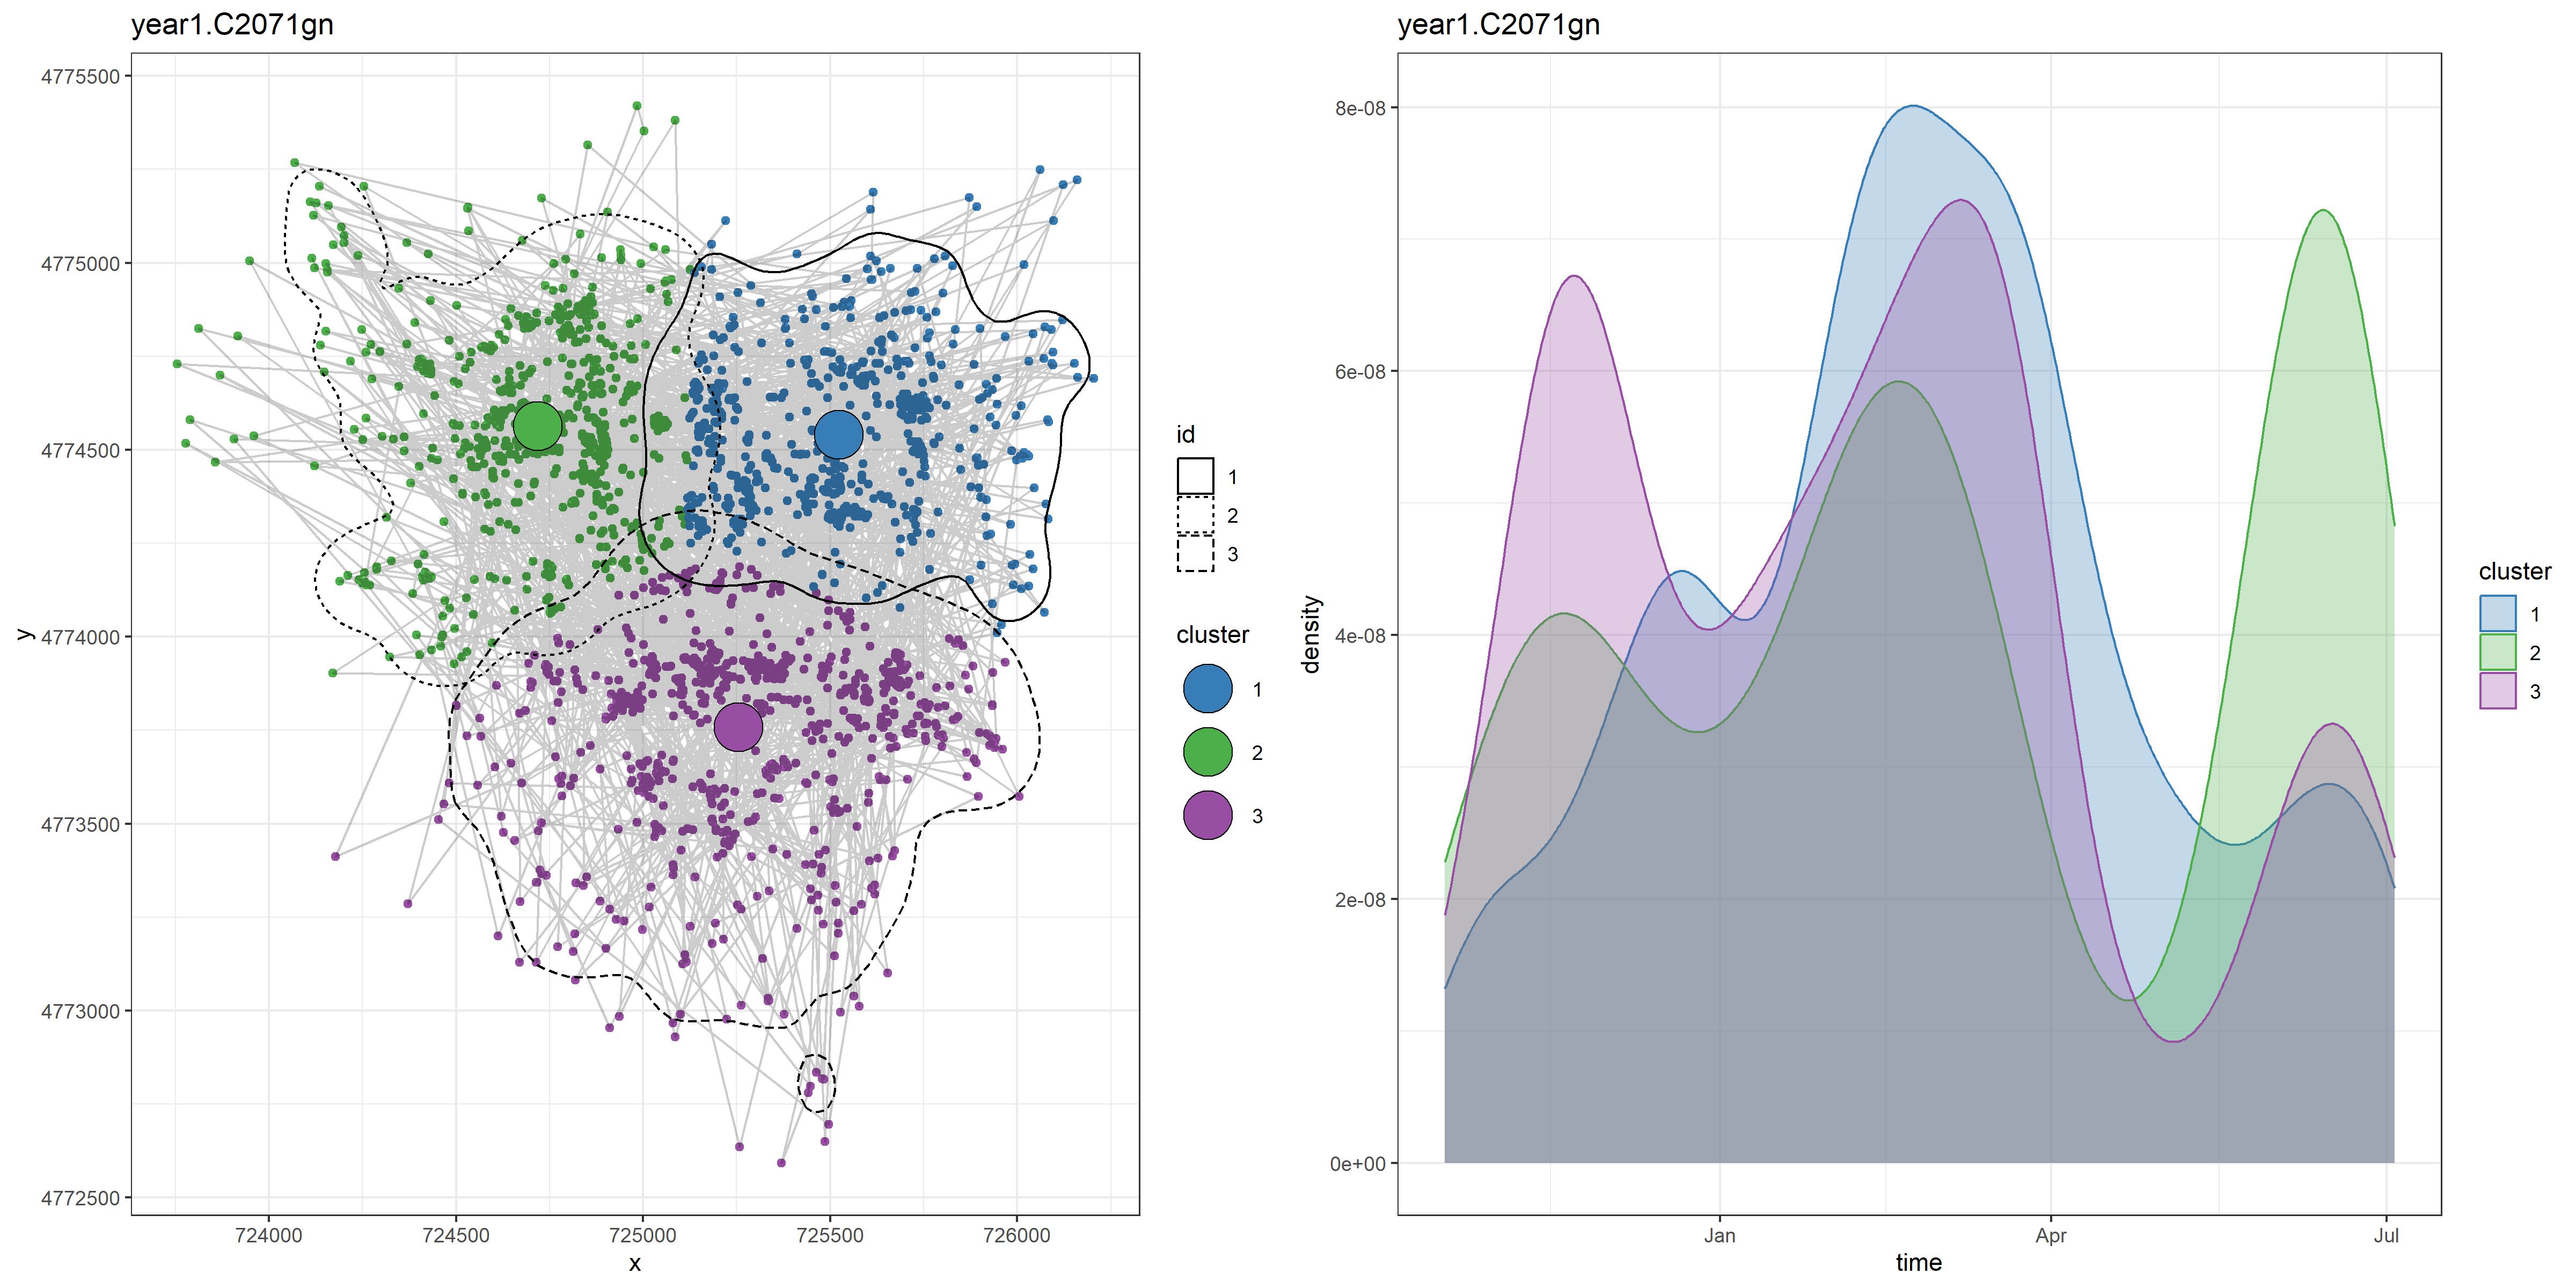 year1.C2071gn
4775500
4775000
4774500
4774000
4773500
4773000
4772500
y
724000 724500 725000 725500 726000
x
id
1
2
3
cluster
1
2
3
year1.C2071gn
8e-08
6e-08
4e-08
2e-08
0e+00
density
Jan Apr Jul
time
cluster
1
2
3